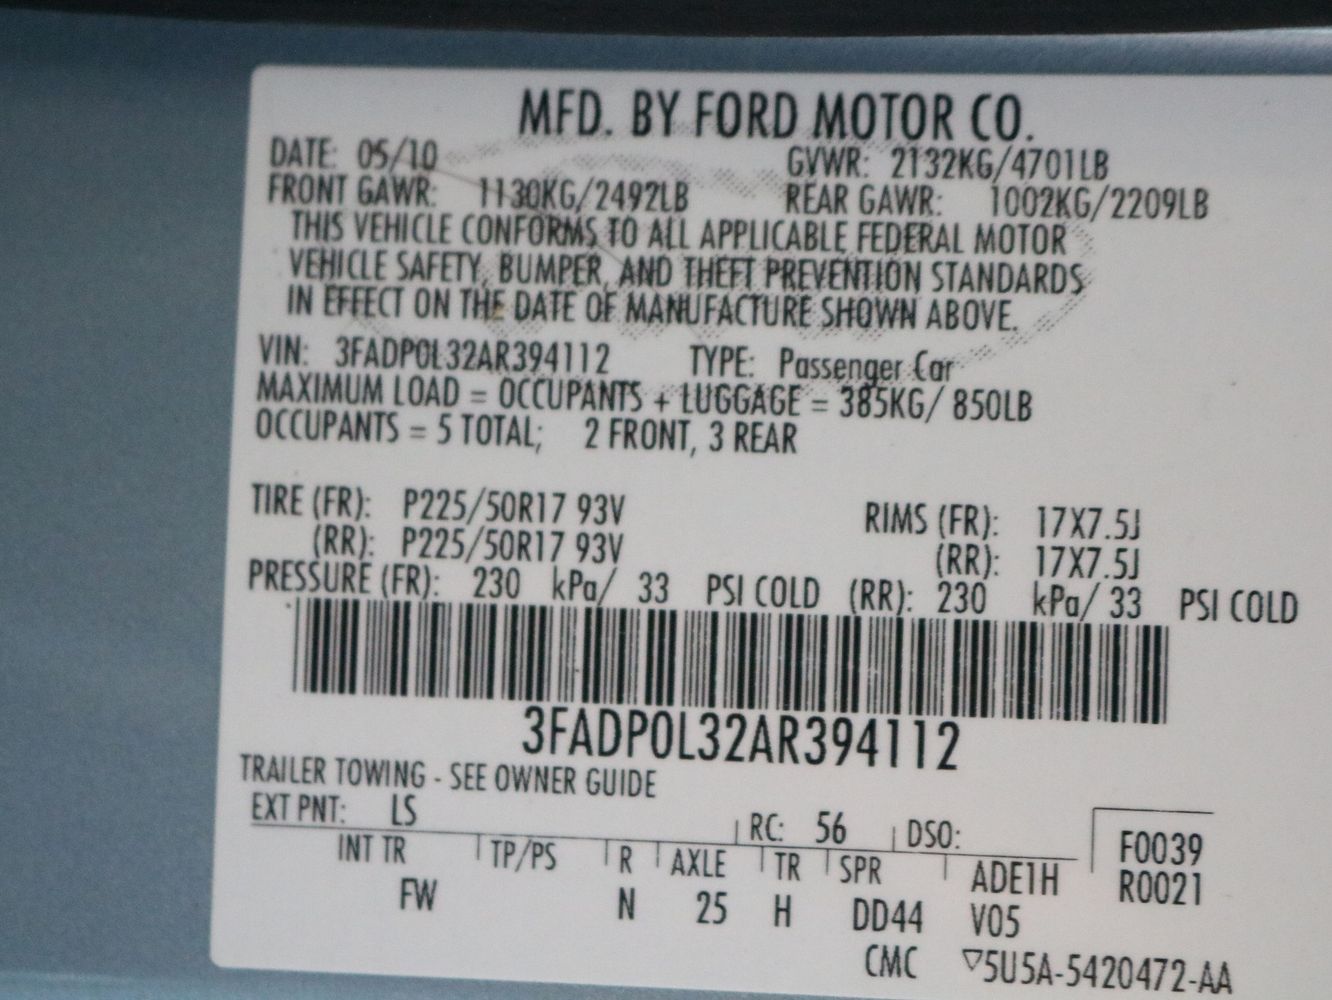 MFD. BY FORD MOTOR CO.
DATE: 05/10 GVWR: 2132KG/4701LB
FRONT GAWR: 1130KG/2492LB REAR GAWR: 1002KG/2209LB
THIS VEHICLE CONFORMS TO ALL APPLICABLE FEDERAL MOTOR
VEHICLE SAFETY, BUMPER, AND THEFT PREVENTION STANDARDS
IN EFFECT ON THE DATE OF MANUFACTURE SHOWN ABOVE.
VIN: 3FADP0L32AR394112 TYPE: Passenger Car
MAXIMUM LOAD = OCCUPANTS + LUGGAGE = 385KG/ 850LB
OCCUPANTS = 5 TOTAL; 2 FRONT, 3 REAR
TIRE (FR): P225/50R17 93V RIMS (FR): 17X7.5J
(RR): P225/50R17 93V (RR): 17X7.5J
PRESSURE (FR): 230 kPa/ 33 PSI COLD (RR): 230 kPa/ 33 PSI COLD
3FADP0L32AR394112
TRAILER TOWING - SEE OWNER GUIDE
EXT PNT: LS RC: 56 DSO: F0039
INT TR TP/PS R AXLE TR SPR ADE1H R0021
FW N 25 H DD44 V05
CMC ▽5U5A-5420472-AA